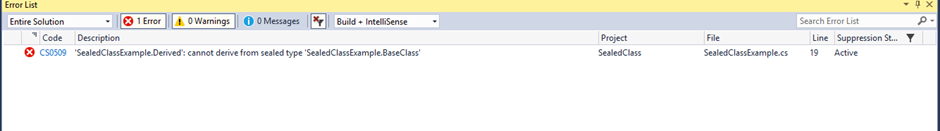 Error List
Entire Solution
1 Error
0 Warnings
0 Messages
Build + IntelliSense
Search Error List
Code Description Project File Line Suppression St...
CS0509 'SealedClassExample.Derived': cannot derive from sealed type 'SealedClassExample.BaseClass' SealedClass SealedClassExample.cs 19 Active